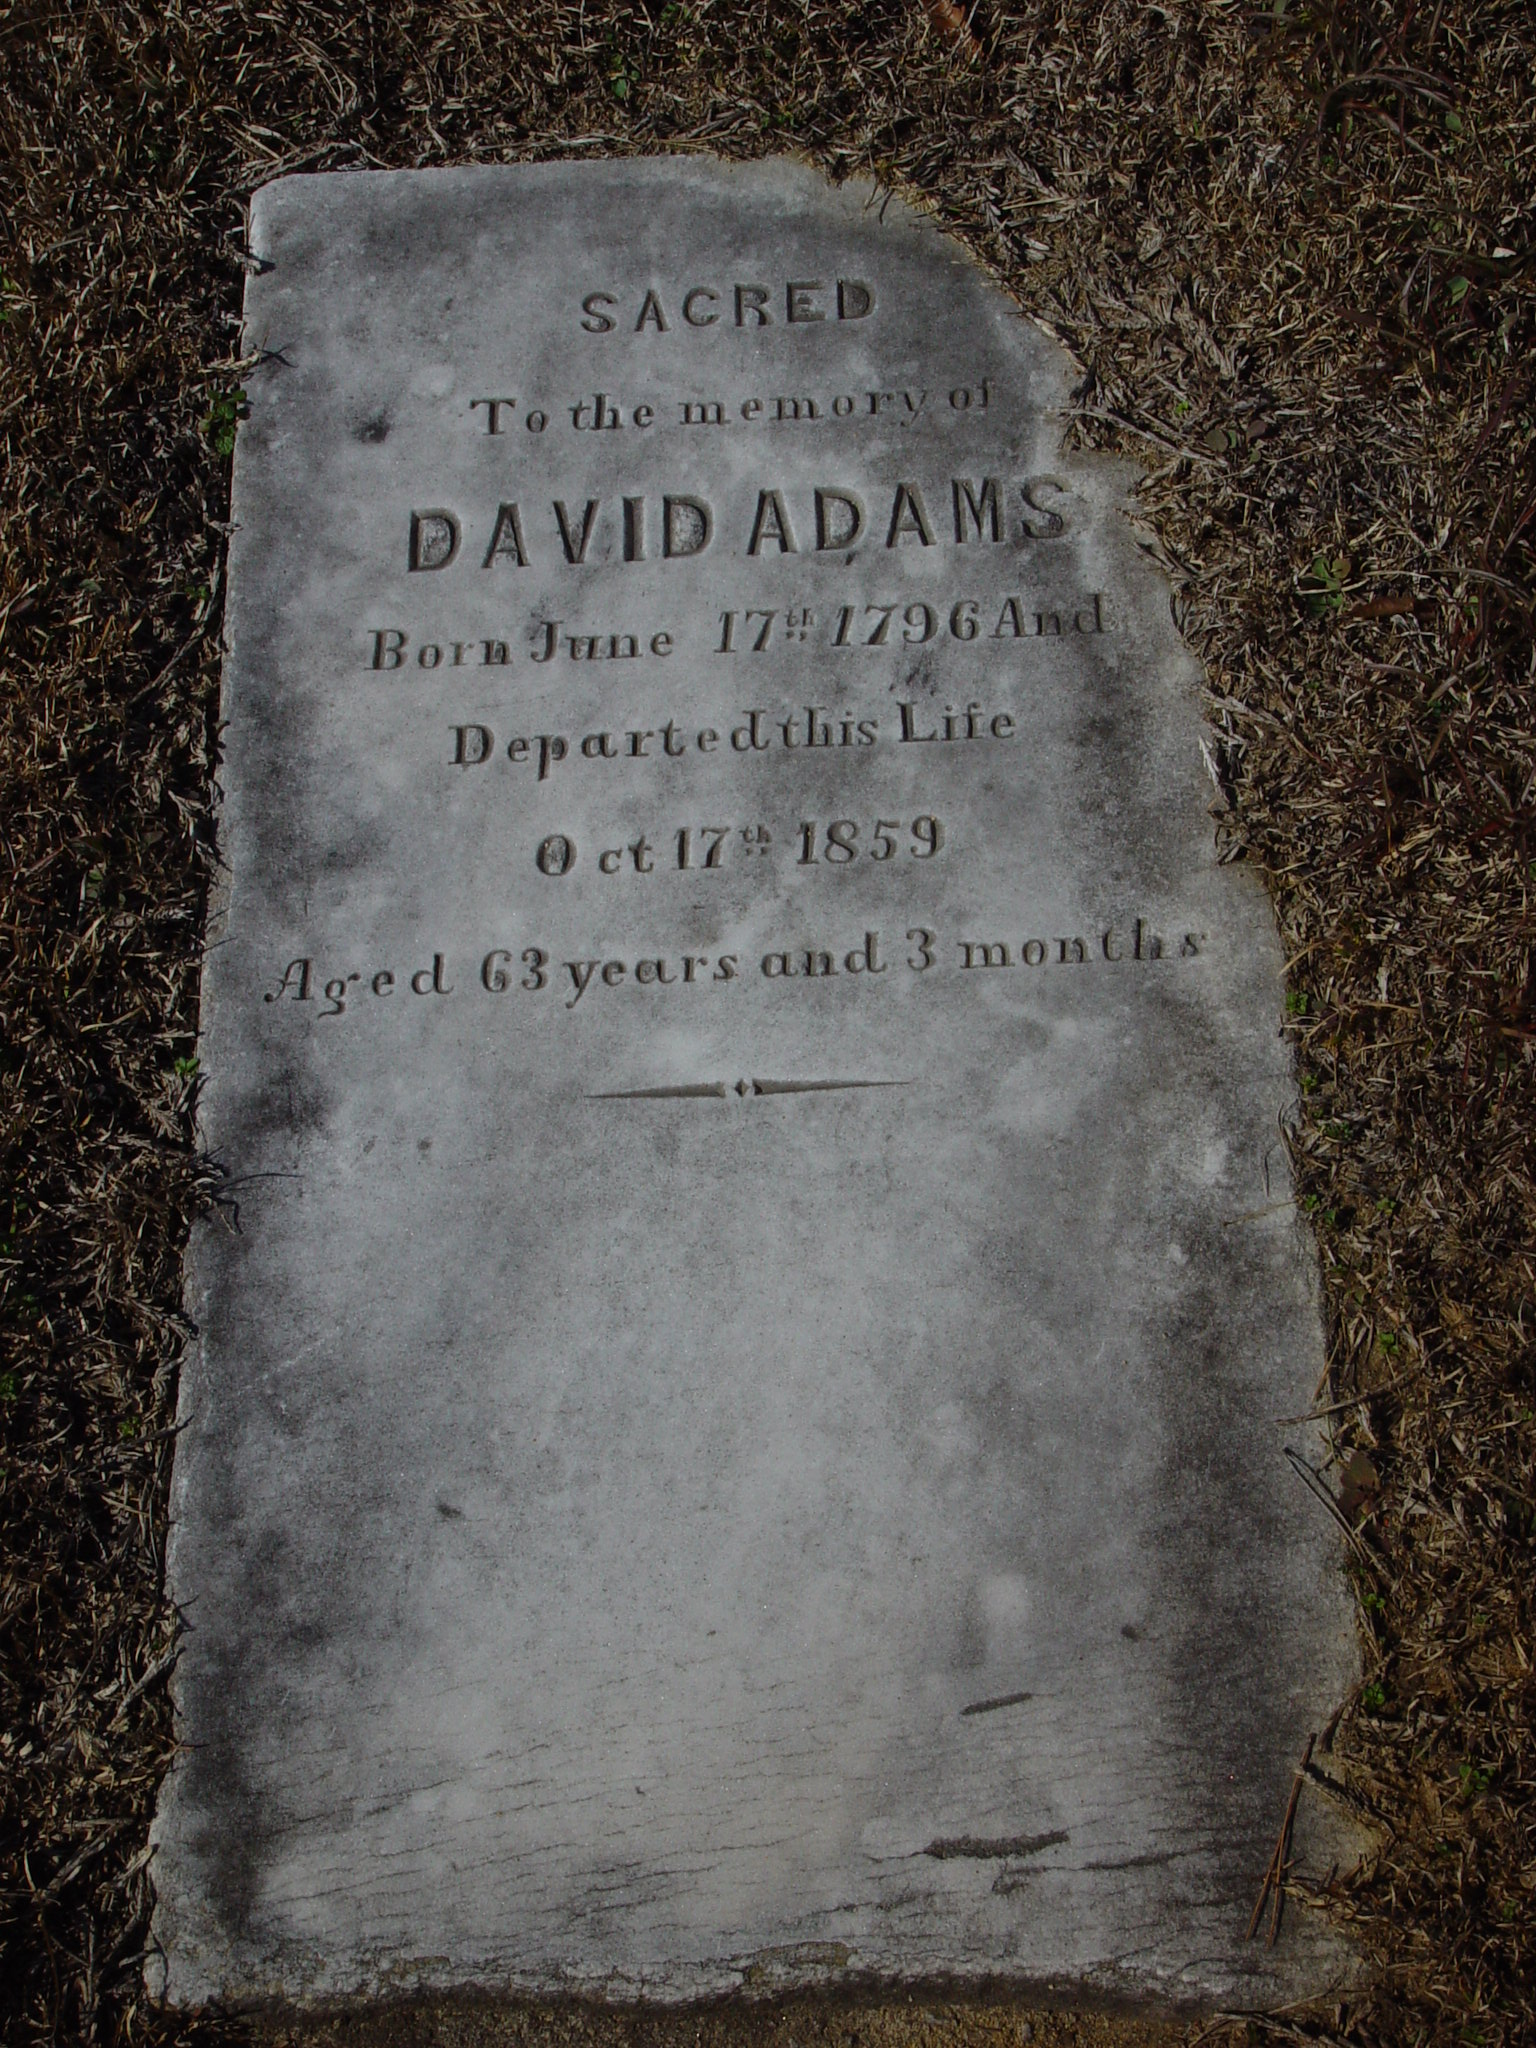 SACRED
To the memory of
DAVID ADAMS
Born June 17th 1796 And
Departed this Life
Oct 17th 1859
Aged 63 years and 3 months